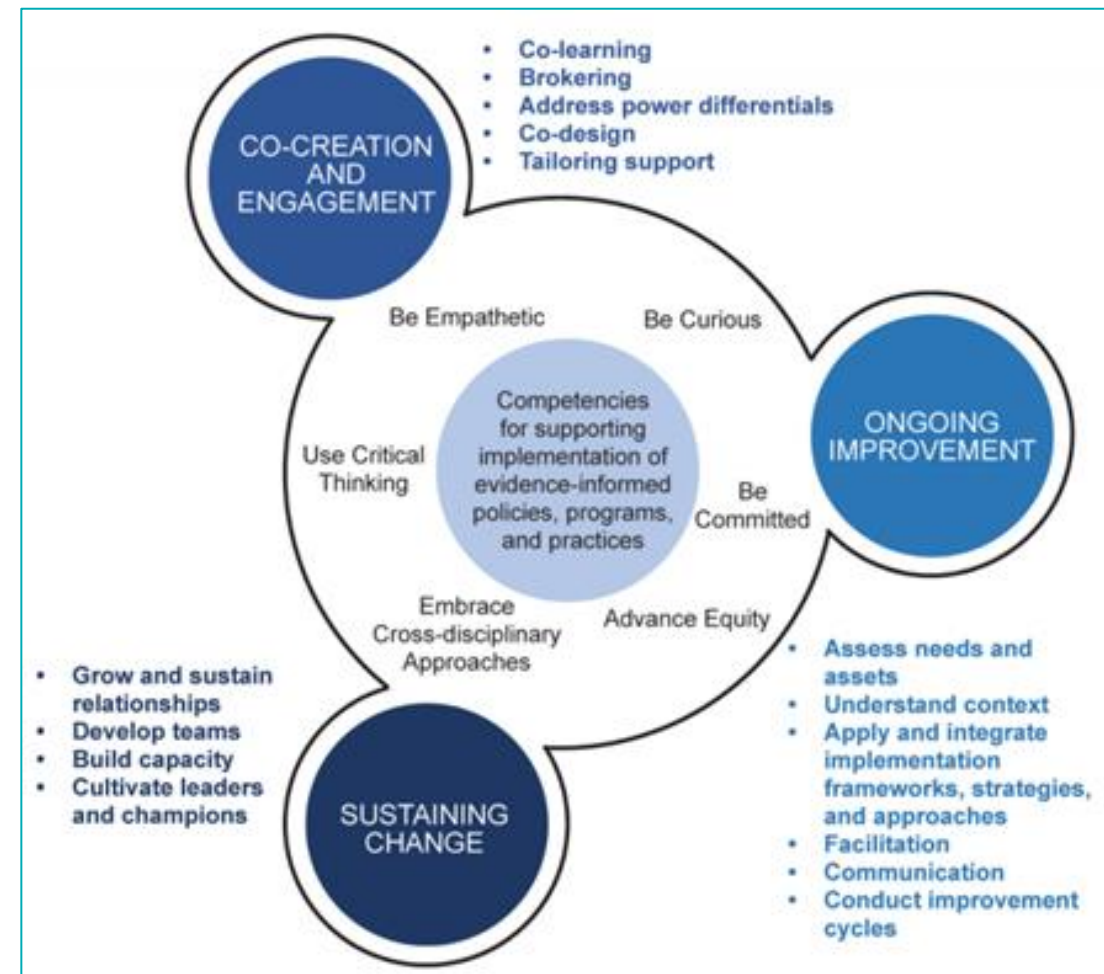 • Co-learning
• Brokering
• Address power differentials
• Co-design
• Tailoring support
CO-CREATION
AND
ENGAGEMENT
Be Empathetic
Be Curious
Competencies
for supporting
implementation of
evidence-informed
policies, programs,
and practices
Use Critical
Thinking
Be
Committed
ONGOING
IMPROVEMENT
Embrace
Cross-disciplinary
Approaches
Advance Equity
• Grow and sustain
relationships
• Develop teams
• Build capacity
• Cultivate leaders
and champions
SUSTAINING
CHANGE
• Assess needs and
assets
• Understand context
• Apply and integrate
implementation
frameworks, strategies,
and approaches
• Facilitation
• Communication
• Conduct improvement
cycles